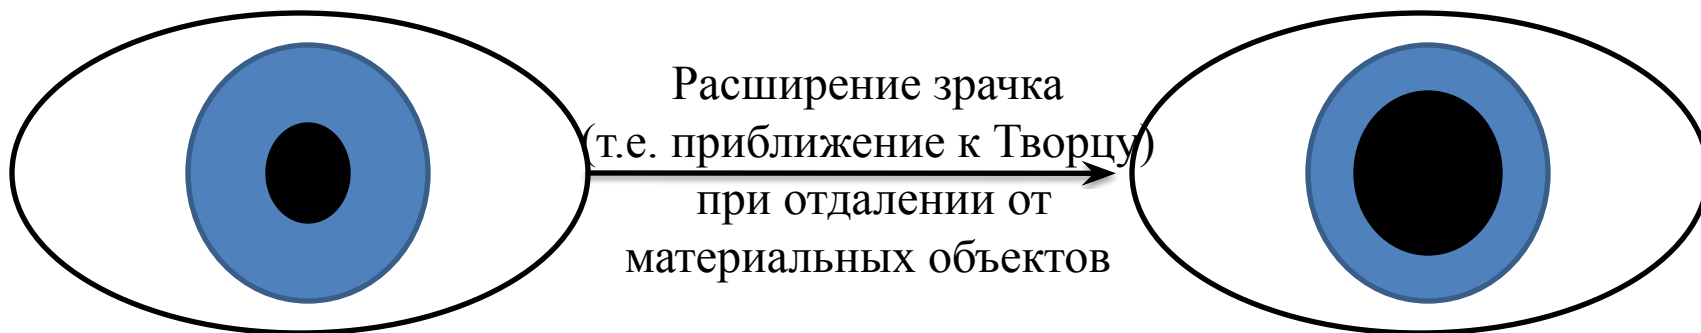 Расширение зрачка
(т.е. приближение к Творцу)
при отдалении от
материальных объектов